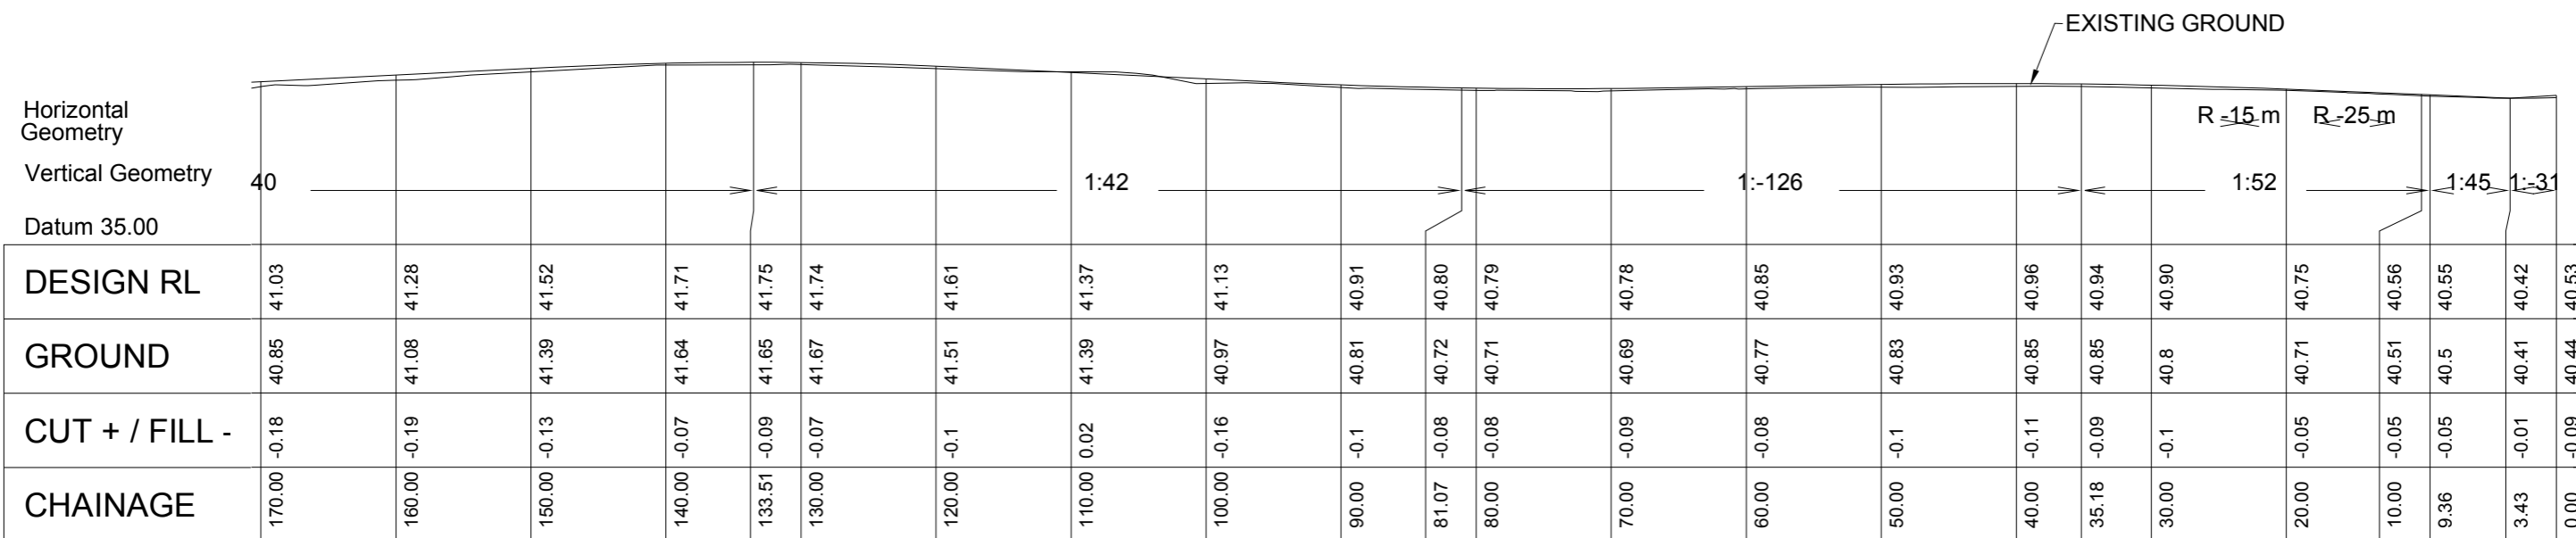 EXISTING GROUND
Horizontal
Geometry
R -15 m R -25 m
Vertical Geometry 40 1:42 1:-126 1:52 1:45 1:-31
Datum 35.00
DESIGN RL 41.03 41.28 41.52 41.71 41.75 41.74 41.61 41.37 41.13 40.91 40.80 40.79 40.78 40.85 40.93 40.96 40.94 40.90 40.75 40.56 40.55 40.42 40.53
GROUND 40.85 41.08 41.39 41.64 41.65 41.67 41.51 41.39 40.97 40.81 40.72 40.71 40.69 40.77 40.83 40.85 40.85 40.8 40.71 40.51 40.5 40.41 40.44
CUT + / FILL - -0.18 -0.19 -0.13 -0.07 -0.09 -0.07 -0.1 0.02 -0.16 -0.1 -0.08 -0.08 -0.09 -0.08 -0.1 -0.11 -0.09 -0.1 -0.05 -0.05 -0.05 -0.01 -0.09
CHAINAGE 170.00 160.00 150.00 140.00 133.51 130.00 120.00 110.00 100.00 90.00 81.07 80.00 70.00 60.00 50.00 40.00 35.18 30.00 20.00 10.00 9.36 3.43 0.00